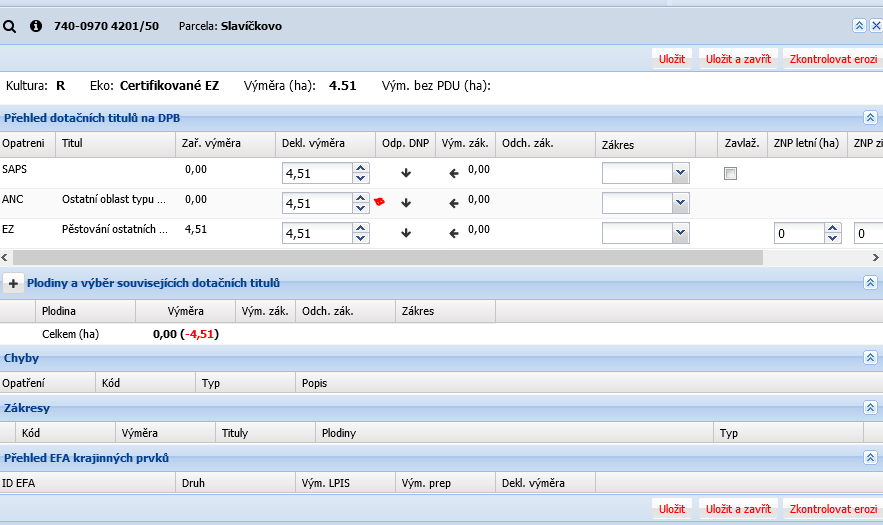 740-0970 4201/50 Parcela: Slavíčkovo
Uložit Uložit a zavřít Zkontrolovat erozi
Kultura: R Eko: Certifikované EZ Výměra (ha): 4.51 Vým. bez PDU (ha):
Přehled dotačních titulů na DPB
Opatreni Titul Zař. výměra Dekl. výměra Odp. DNP Vým. zák. Odch. zák. Zákres Zavlaž. ZNP letní (ha) ZNP zi
SAPS 0,00 4,51 0,00
ANC Ostatní oblast typu ... 0,00 4,51 0,00
EZ Pěstování ostatních ... 4,51 4,51 0,00 0 0
Plodiny a výběr souvisejících dotačních titulů
Plodina Výměra Vým. zák. Odch. zák. Zákres
Celkem (ha) 0,00 (-4,51)
Chyby
Opatření Kód Typ Popis
Zákresy
Kód Výměra Tituly Plodiny Typ
Přehled EFA krajinných prvků
ID EFA Druh Vým. LPIS Vým. prep Dekl. výměra
Uložit Uložit a zavřít Zkontrolovat erozi